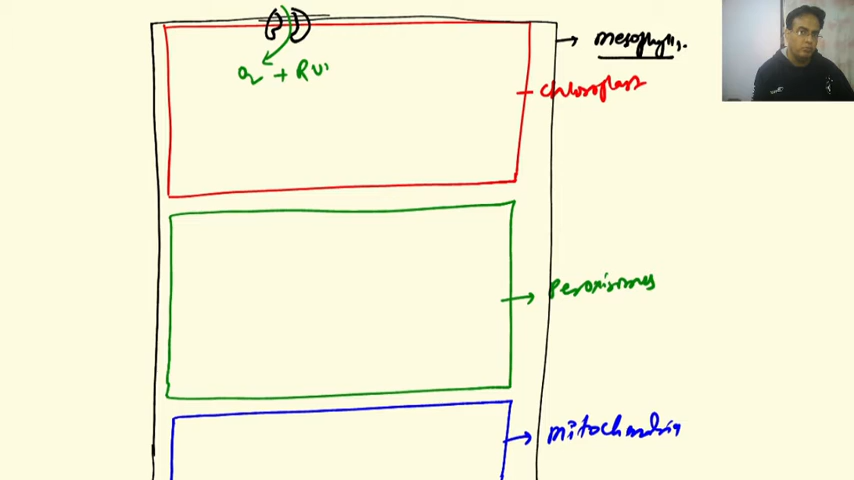 mesophyll.
O2 + RU
Chloroplast
Peroxisomes
mitochondria